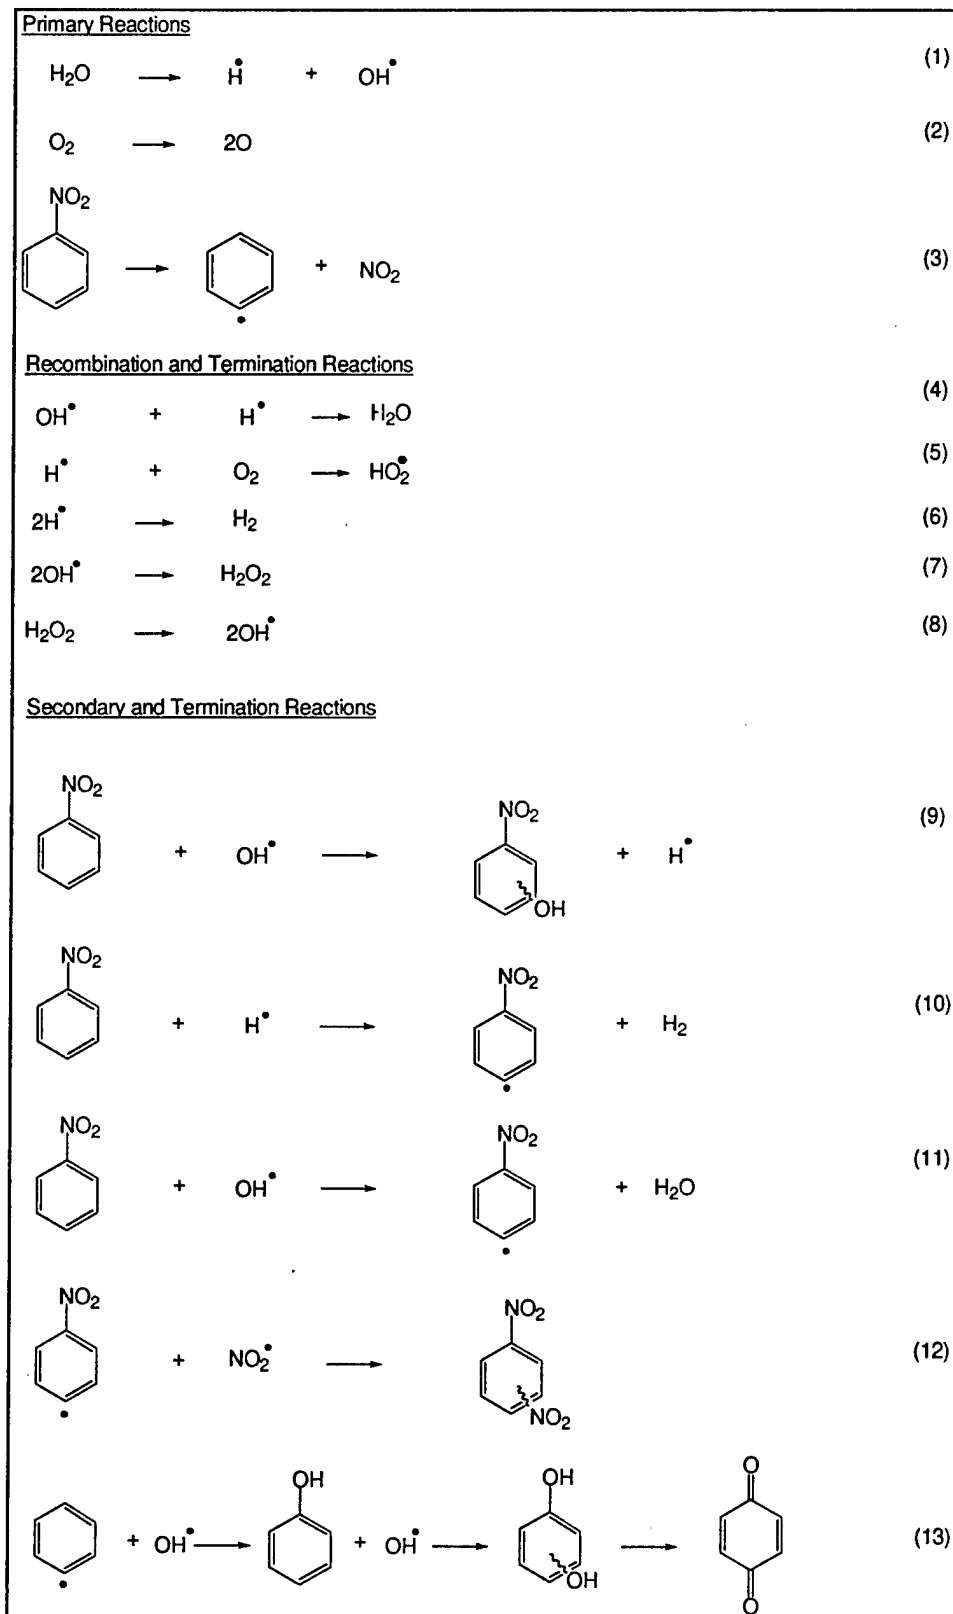 Primary Reactions
H₂O → H• + OH• (1)
O₂ → 2O (2)
NO₂
→ + NO₂ (3)
•
Recombination and Termination Reactions
OH• + H• → H₂O (4)
H• + O₂ → HO₂• (5)
2H• → H₂ (6)
2OH• → H₂O₂ (7)
H₂O₂ → 2OH• (8)
Secondary and Termination Reactions
NO₂ NO₂
+ OH• → + H• (9)
OH
NO₂ NO₂
+ H• → + H₂ (10)
•
NO₂ NO₂
+ OH• → + H₂O (11)
•
NO₂ NO₂
+ NO₂• → (12)
• NO₂
OH OH O
+ OH• → + OH• → → (13)
• OH O